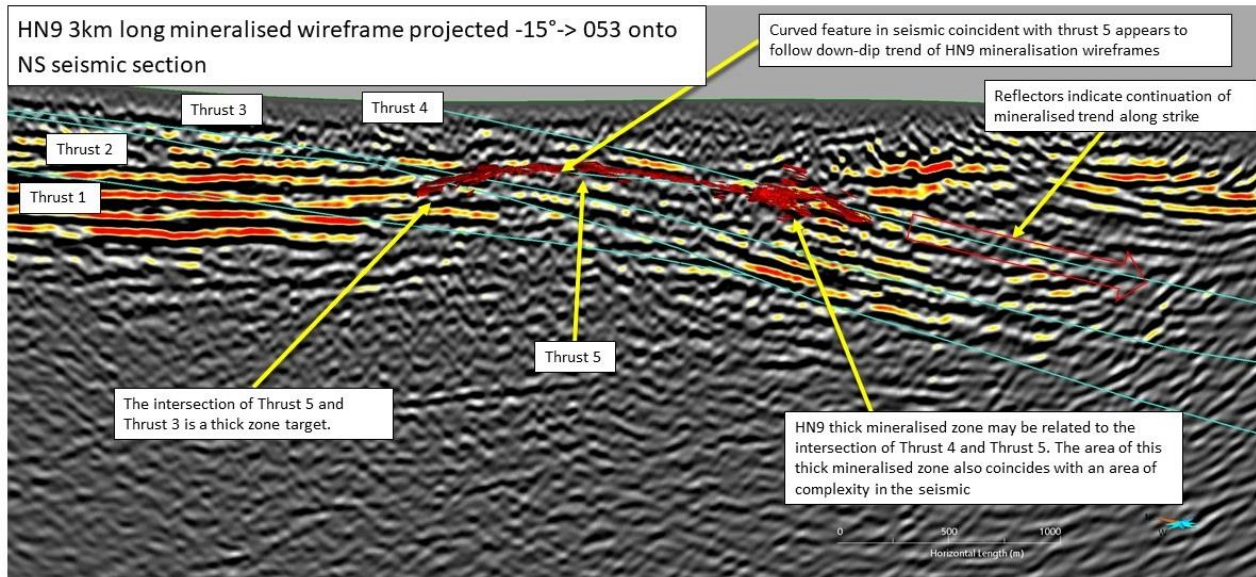 HN9 3km long mineralised wireframe projected -15°-> 053 onto
NS seismic section
Curved feature in seismic coincident with thrust 5 appears to
follow down-dip trend of HN9 mineralisation wireframes
Thrust 3
Thrust 4
Reflectors indicate continuation of
mineralised trend along strike
Thrust 2
Thrust 1
Thrust 5
The intersection of Thrust 5 and
Thrust 3 is a thick zone target.
HN9 thick mineralised zone may be related to the
intersection of Thrust 4 and Thrust 5. The area of this
thick mineralised zone also coincides with an area of
complexity in the seismic
0 500 1000
Horizontal Length (m)